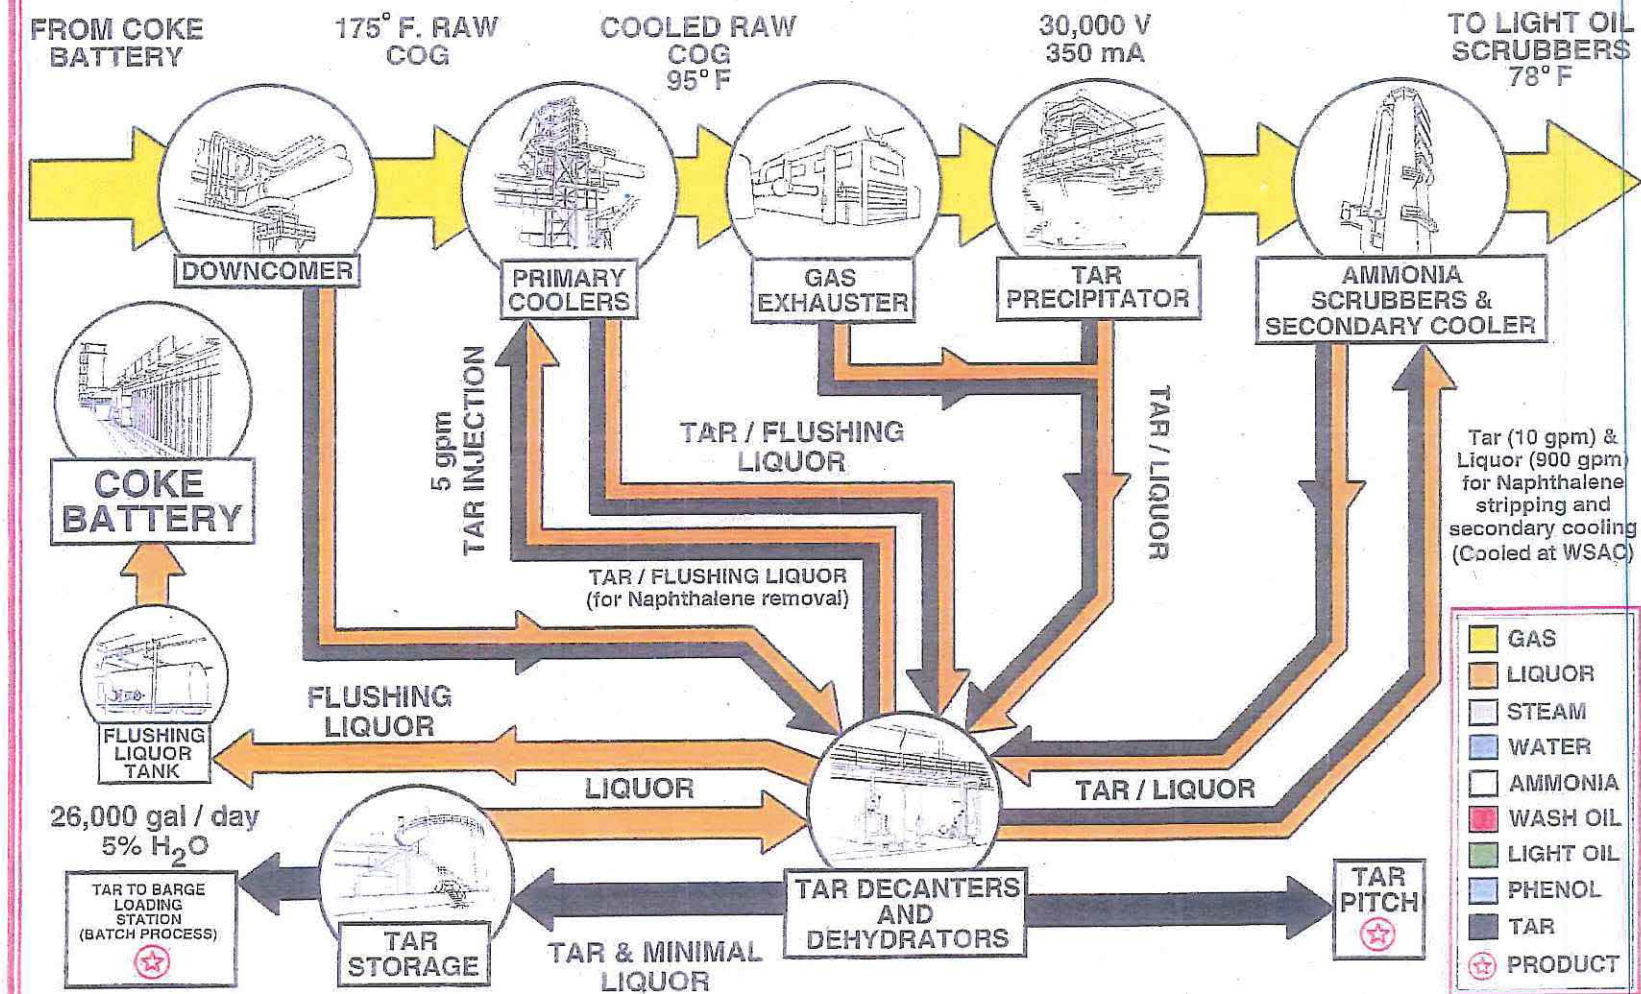 FROM COKE
BATTERY
175° F. RAW
COG
COOLED RAW
COG
95° F
30,000 V
350 mA
TO LIGHT OIL
SCRUBBERS
78° F
DOWNCOMER
PRIMARY
COOLERS
GAS
EXHAUSTER
TAR
PRECIPITATOR
AMMONIA
SCRUBBERS &
SECONDARY COOLER
COKE
BATTERY
5 gpm
TAR INJECTION
TAR / FLUSHING
LIQUOR
TAR / LIQUOR
Tar (10 gpm) &
Liquor (900 gpm)
for Naphthalene
stripping and
secondary cooling
(Cooled at WSAC)
TAR / FLUSHING LIQUOR
(for Naphthalene removal)
FLUSHING
LIQUOR
TANK
FLUSHING
LIQUOR
LIQUOR
TAR / LIQUOR
26,000 gal / day
5% H2O
TAR TO BARGE
LOADING
STATION
(BATCH PROCESS)
TAR
STORAGE
TAR & MINIMAL
LIQUOR
TAR DECANTERS
AND
DEHYDRATORS
TAR
PITCH
GAS
LIQUOR
STEAM
WATER
AMMONIA
WASH OIL
LIGHT OIL
PHENOL
TAR
PRODUCT